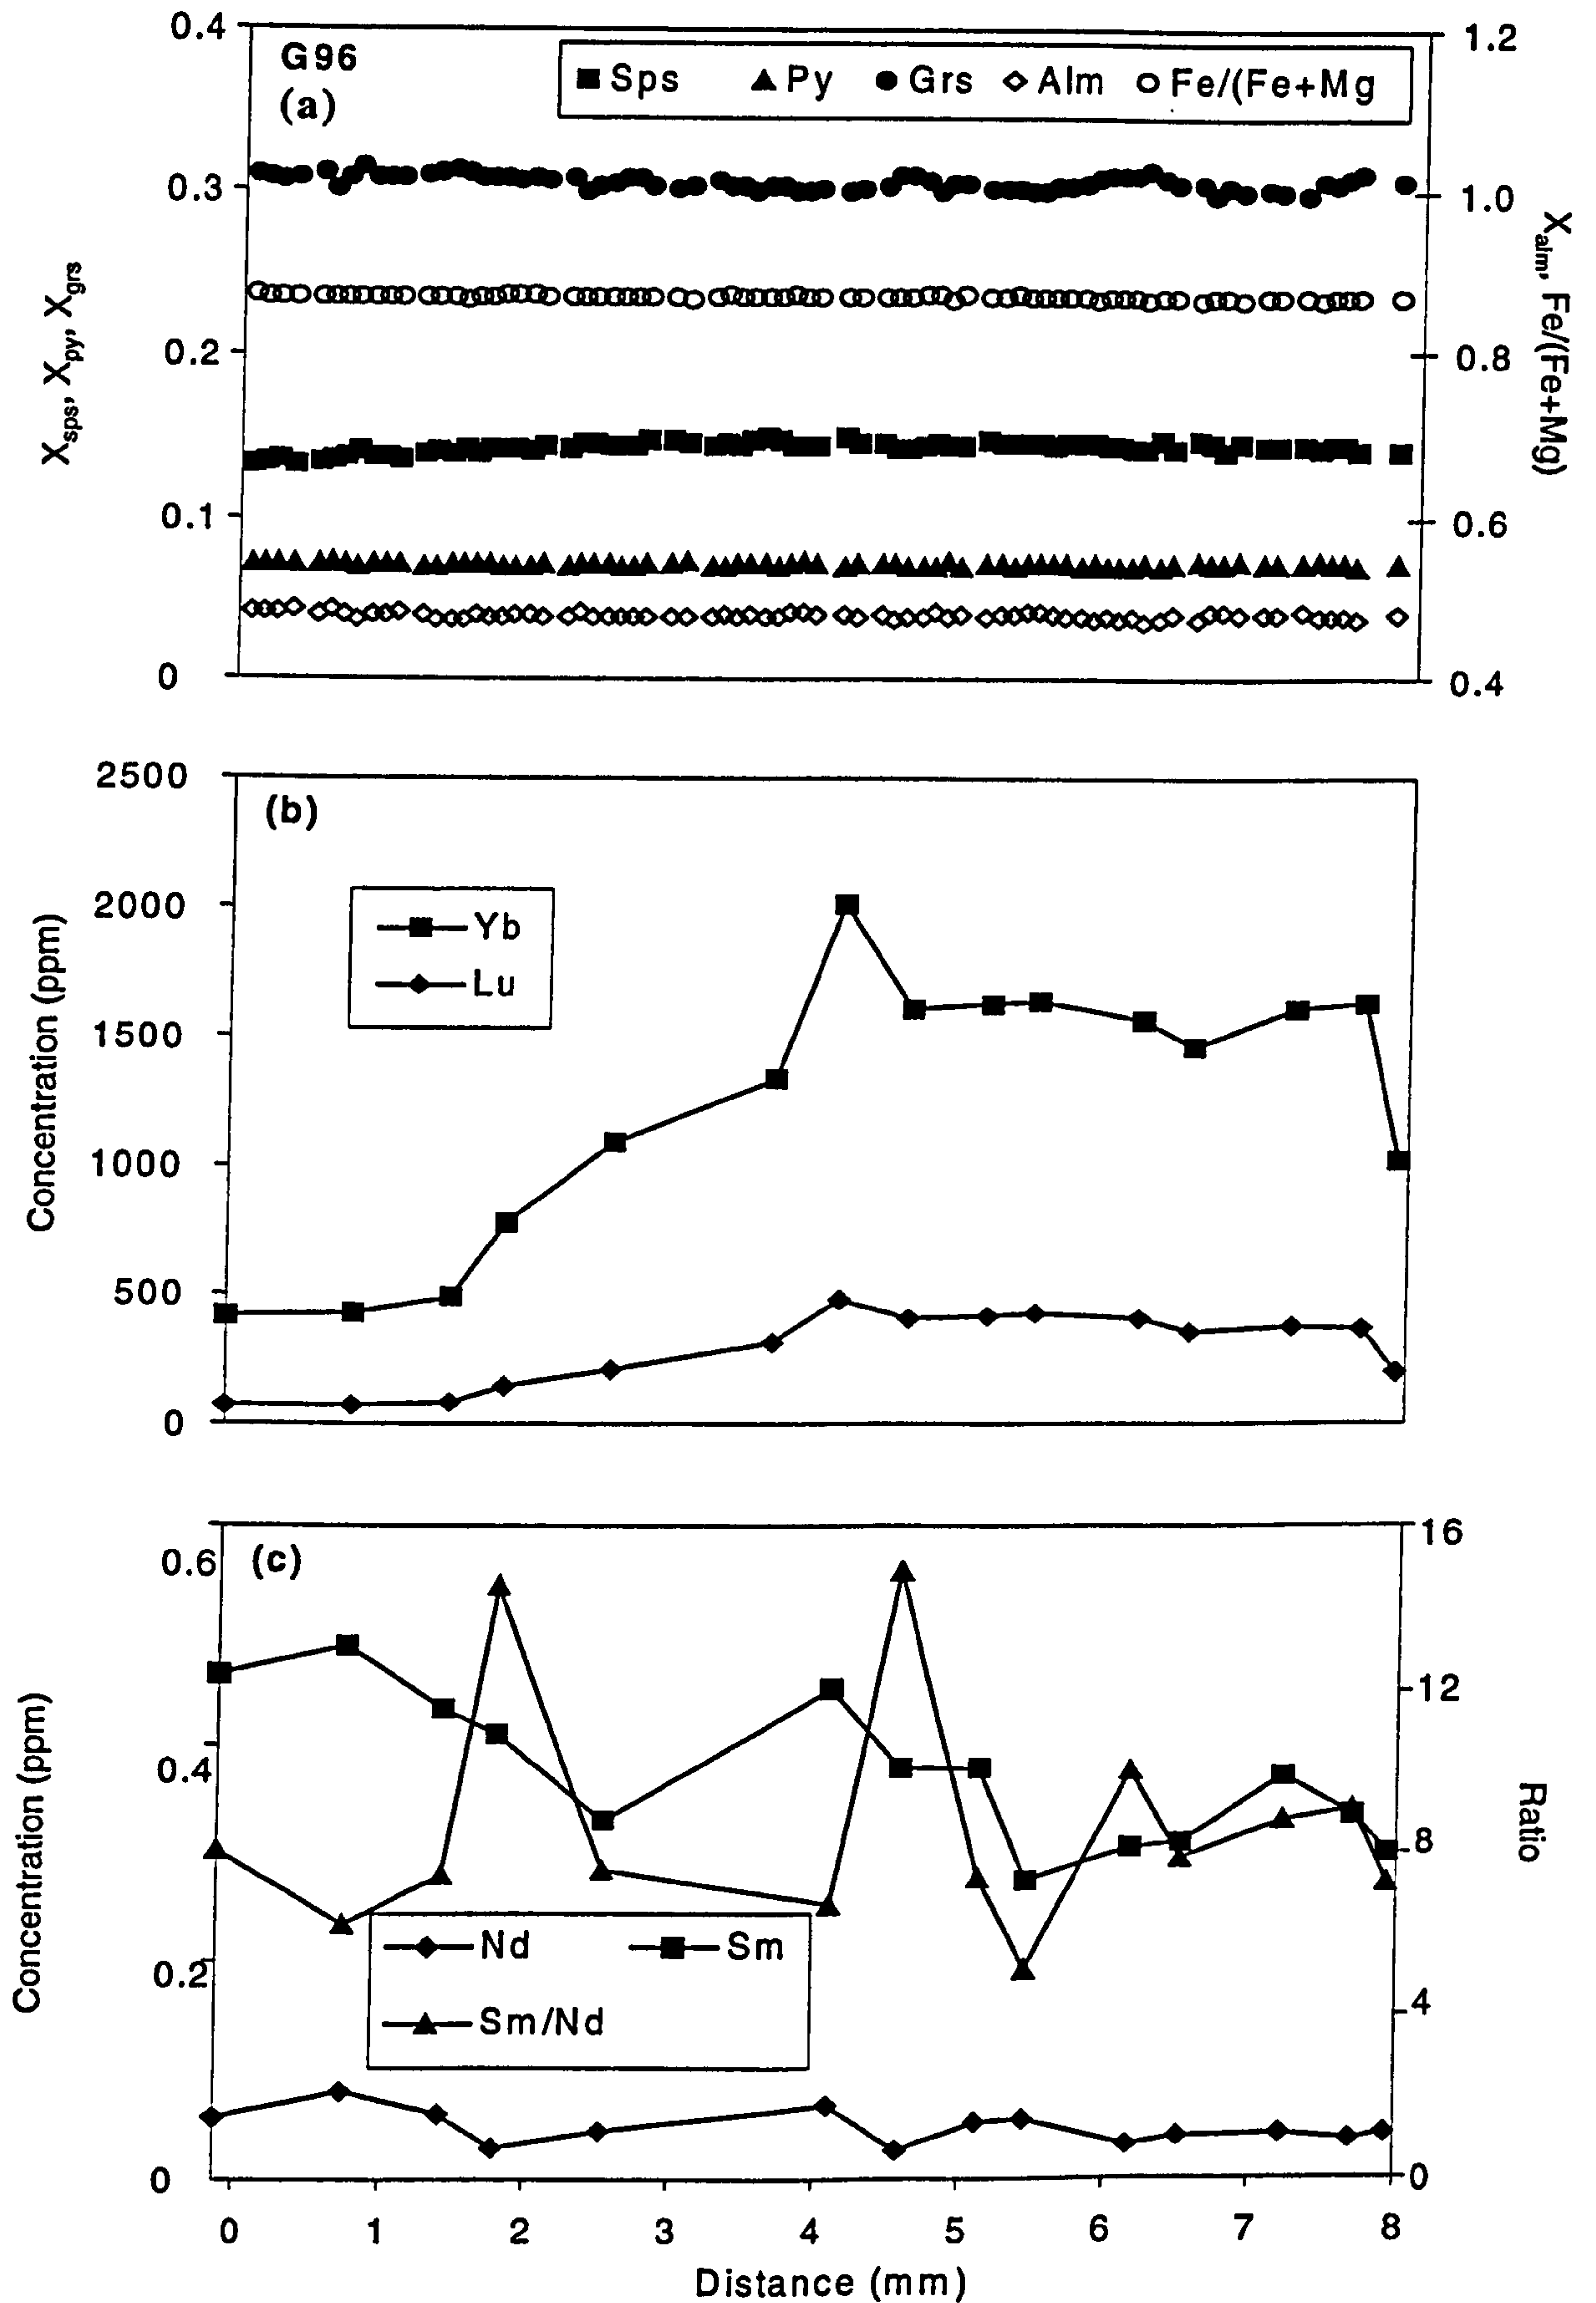 G96
(a)
Sps Py Grs Alm Fe/(Fe+Mg
0.4
0.3
0.2
0.1
0
1.2
1.0
0.8
0.6
0.4
Xsps, Xpy, Xgrs
Xalm, Fe/(Fe+Mg)
(b)
Yb
Lu
2500
2000
1500
1000
500
0
Concentration (ppm)
(c)
Nd Sm
Sm/Nd
0.6
0.4
0.2
0
16
12
8
4
0
Concentration (ppm)
Ratio
0 1 2 3 4 5 6 7 8
Distance (mm)